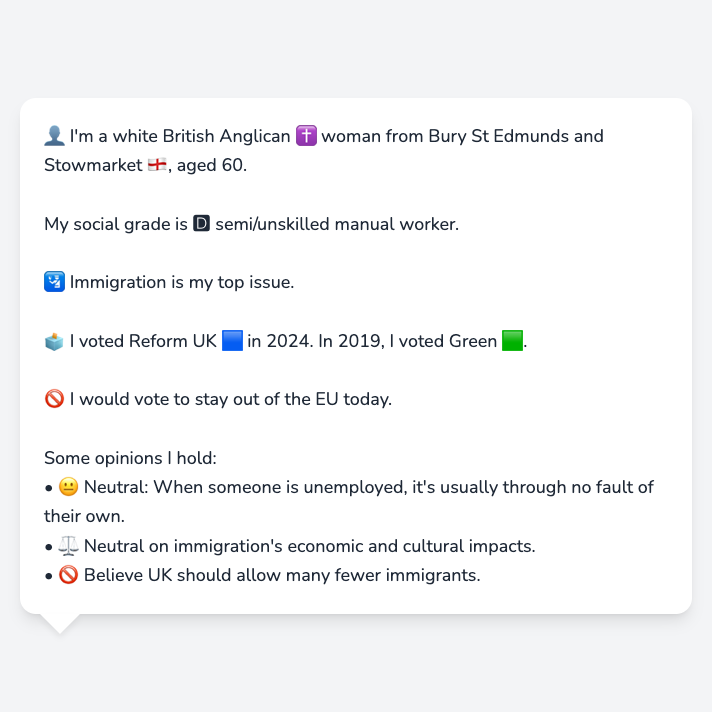 👤 I'm a white British Anglican ✝️ woman from Bury St Edmunds and
Stowmarket 🏴󠁧󠁢󠁥󠁮󠁧󠁿, aged 60.
My social grade is 🅳 semi/unskilled manual worker.
🛂 Immigration is my top issue.
🗳️ I voted Reform UK 🟦 in 2024. In 2019, I voted Green 🟩.
🚫 I would vote to stay out of the EU today.
Some opinions I hold:
• 😐 Neutral: When someone is unemployed, it's usually through no fault of
their own.
• ⚖️ Neutral on immigration's economic and cultural impacts.
• 🚫 Believe UK should allow many fewer immigrants.